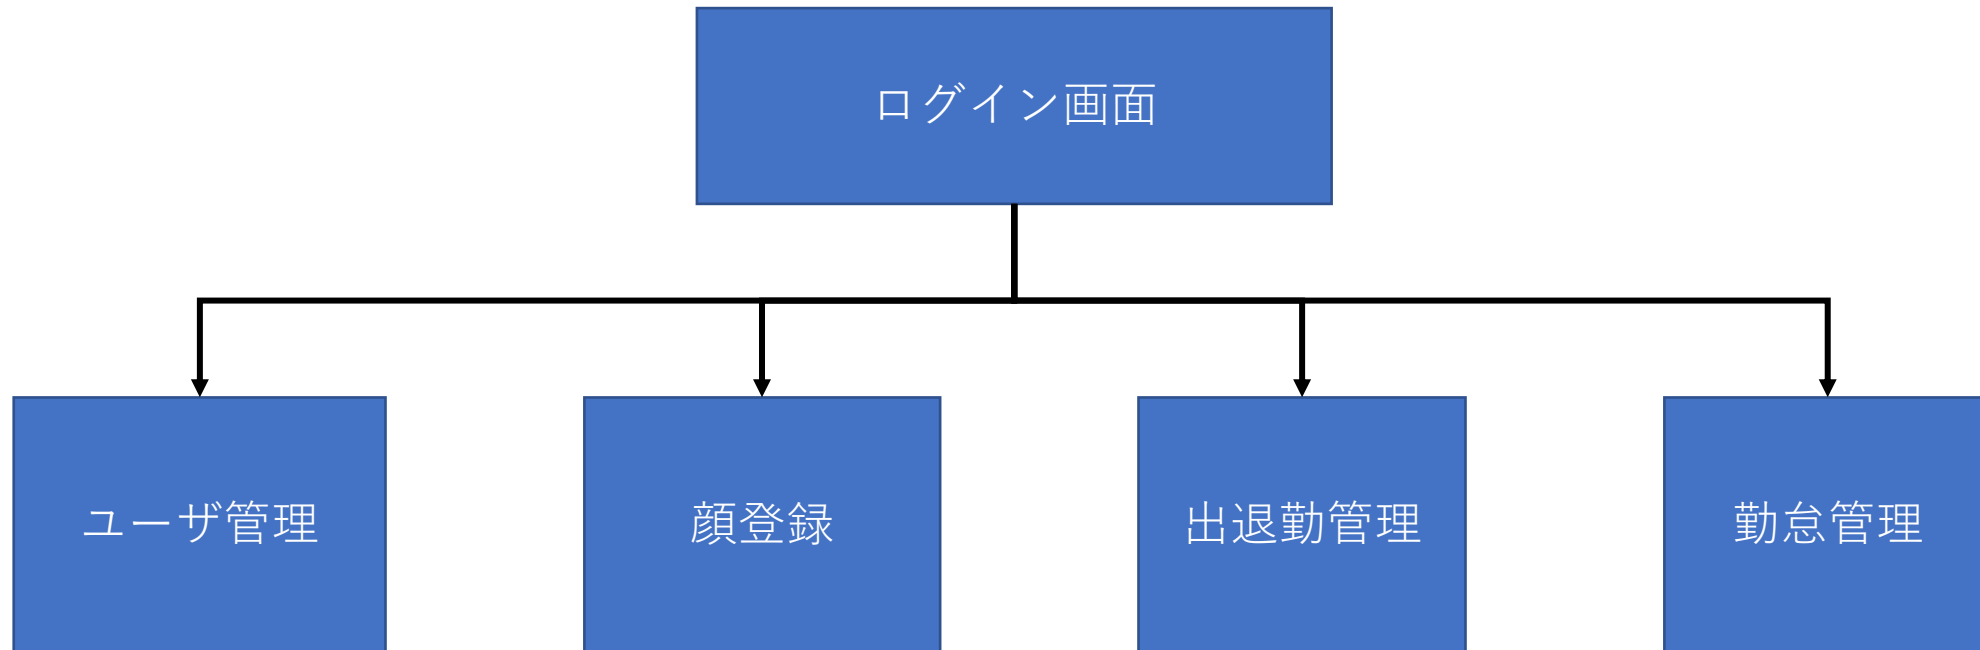 ログイン画面
ユーザ管理
顔登録
出退勤管理
勤怠管理